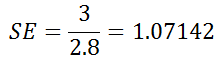 SE = 3/2.8 = 1.07142